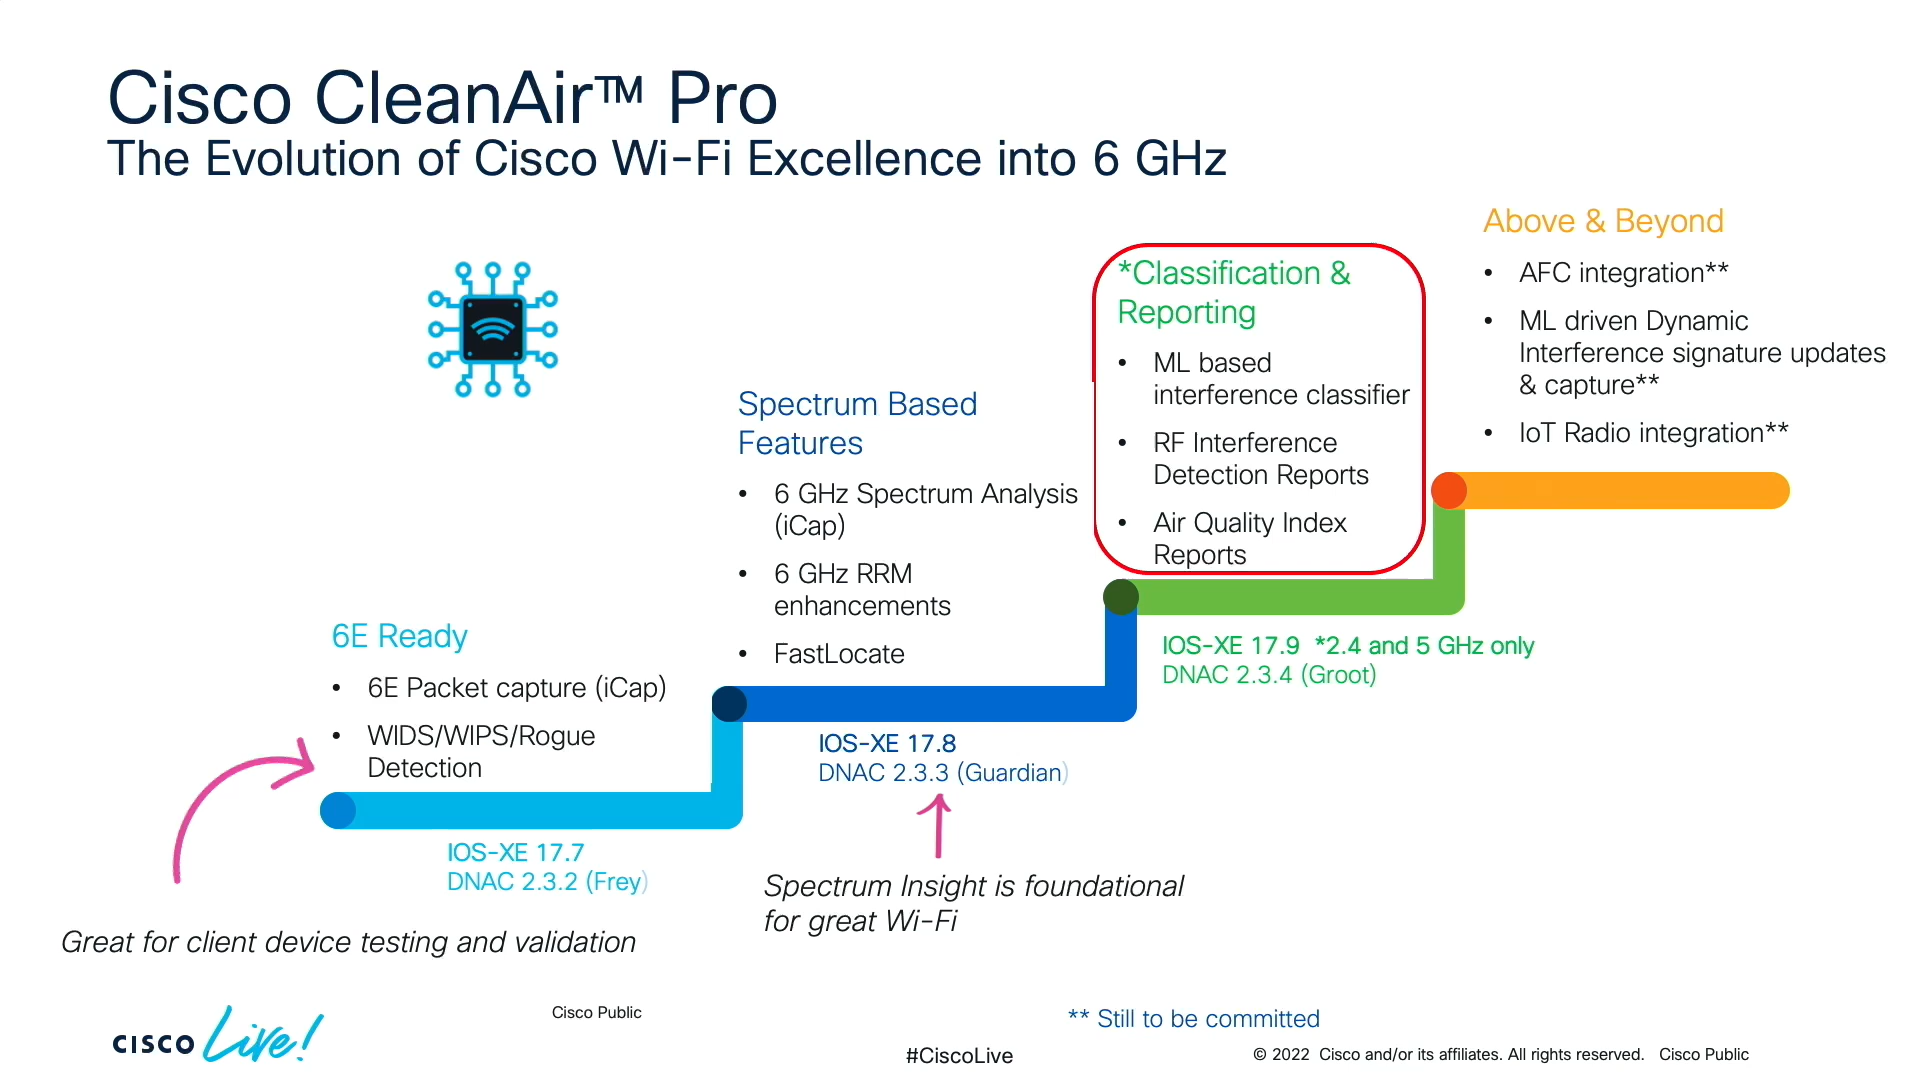 Cisco CleanAir™ Pro
The Evolution of Cisco Wi-Fi Excellence into 6 GHz
6E Ready
• 6E Packet capture (iCap)
• WIDS/WIPS/Rogue
Detection
IOS-XE 17.7
DNAC 2.3.2 (Frey)
Great for client device testing and validation
Spectrum Based
Features
• 6 GHz Spectrum Analysis
(iCap)
• 6 GHz RRM
enhancements
• FastLocate
IOS-XE 17.8
DNAC 2.3.3 (Guardian)
Spectrum Insight is foundational
for great Wi-Fi
*Classification &
Reporting
• ML based
interference classifier
• RF Interference
Detection Reports
• Air Quality Index
Reports
IOS-XE 17.9 *2.4 and 5 GHz only
DNAC 2.3.4 (Groot)
Above & Beyond
• AFC integration**
• ML driven Dynamic
Interference signature updates
& capture**
• IoT Radio integration**
** Still to be committed
CISCO Live!
Cisco Public
#CiscoLive
© 2022 Cisco and/or its affiliates. All rights reserved. Cisco Public